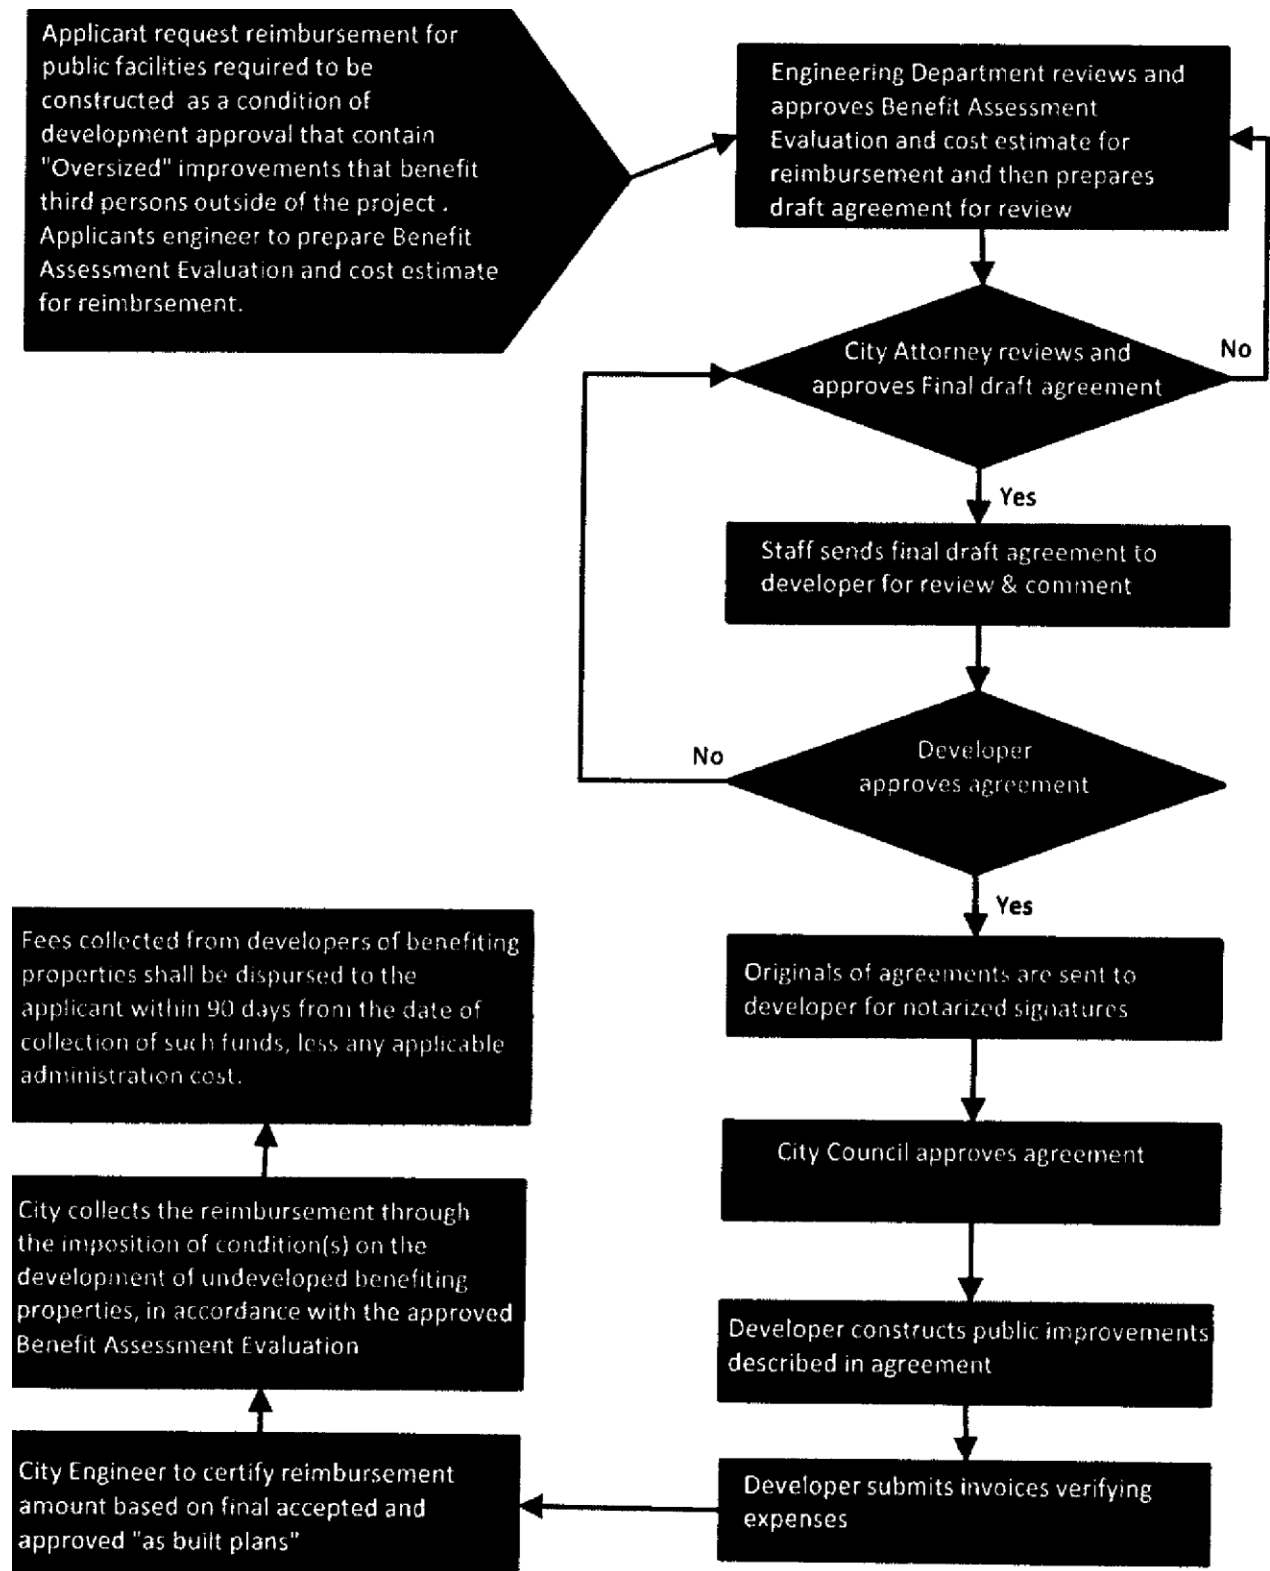 Applicant request reimbursement for
public facilities required to be
constructed as a condition of
development approval that contain
"Oversized" improvements that benefit
third persons outside of the project .
Applicants engineer to prepare Benefit
Assessment Evaluation and cost estimate
for reimbrsement.
Engineering Department reviews and
approves Benefit Assessment
Evaluation and cost estimate for
reimbursement and then prepares
draft agreement for review
City Attorney reviews and
approves Final draft agreement
No
Yes
Staff sends final draft agreement to
developer for review & comment
Developer
approves agreement
No
Yes
Originals of agreements are sent to
developer for notarized signatures
City Council approves agreement
Developer constructs public improvements
described in agreement
Developer submits invoices verifying
expenses
City Engineer to certify reimbursement
amount based on final accepted and
approved "as built plans"
City collects the reimbursement through
the imposition of condition(s) on the
development of undeveloped benefiting
properties, in accordance with the approved
Benefit Assessment Evaluation
Fees collected from developers of benefiting
properties shall be dispursed to the
applicant within 90 days from the date of
collection of such funds, less any applicable
administration cost.